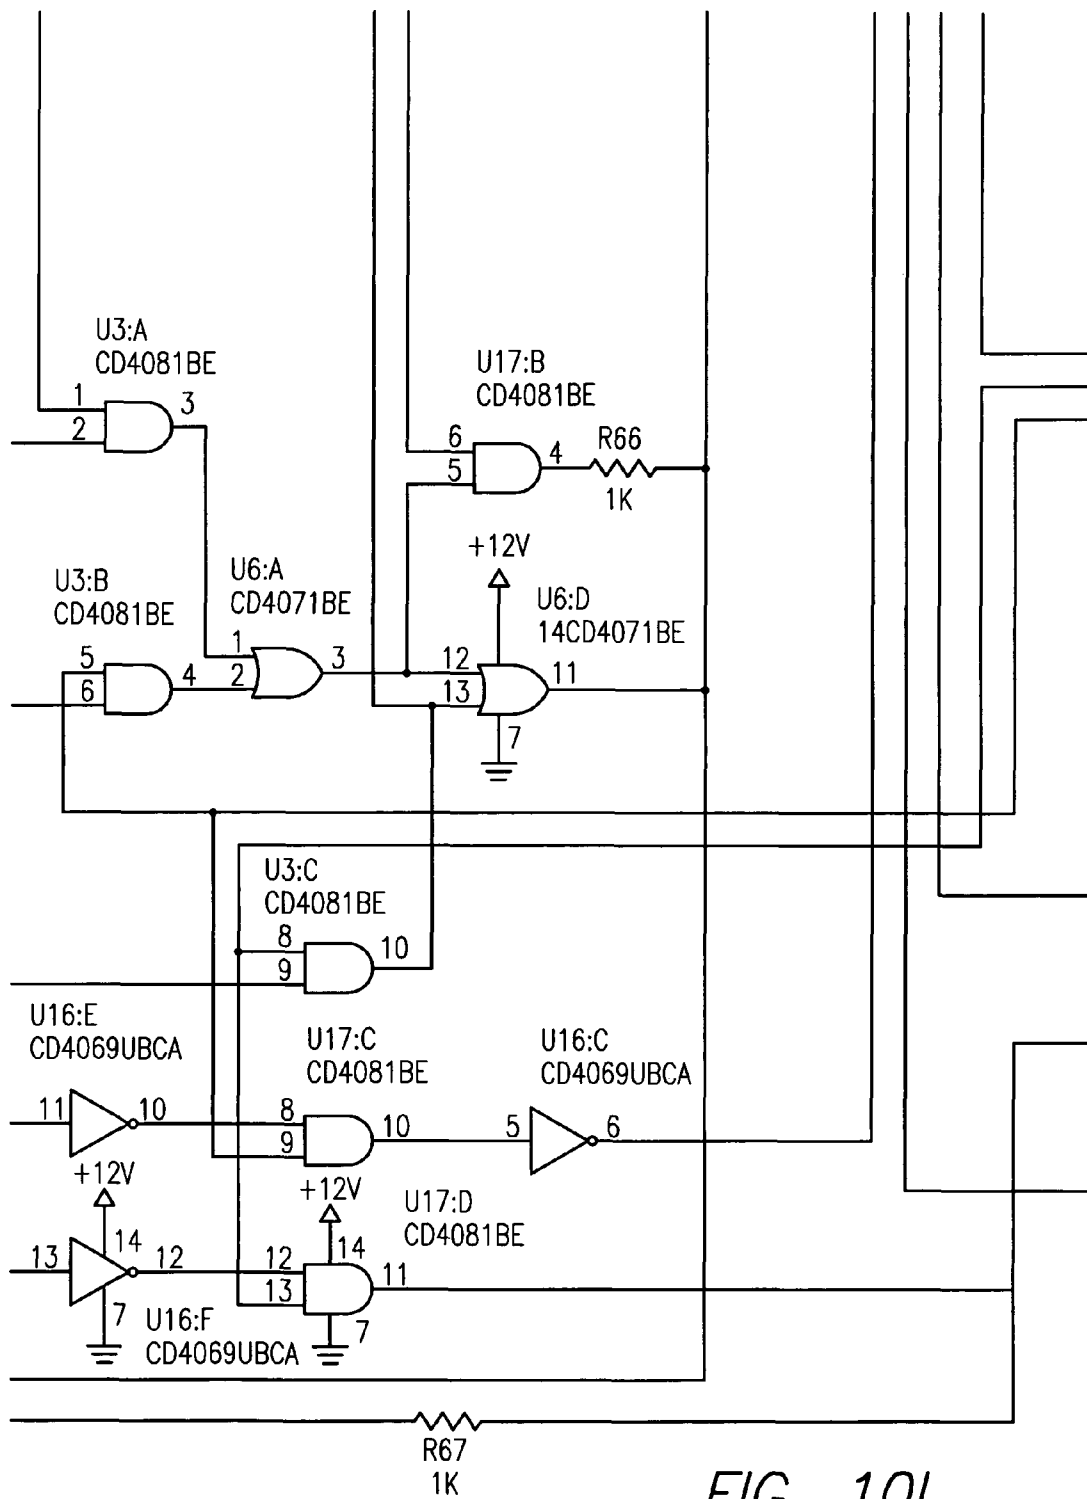 U3:A
CD4081BE
1
2
3
U17:B
CD4081BE
6
5
4
R66
1K
+12V
U3:B
CD4081BE
5
6
4
U6:A
CD4071BE
1
2
3
U6:D
14CD4071BE
12
13
11
7
U3:C
CD4081BE
8
9
10
U16:E
CD4069UBCA
11
10
U17:C
CD4081BE
8
9
10
U16:C
CD4069UBCA
5
6
+12V
14
13
12
7
U16:F
CD4069UBCA
+12V
14
12
13
11
7
U17:D
CD4081BE
R67
1K